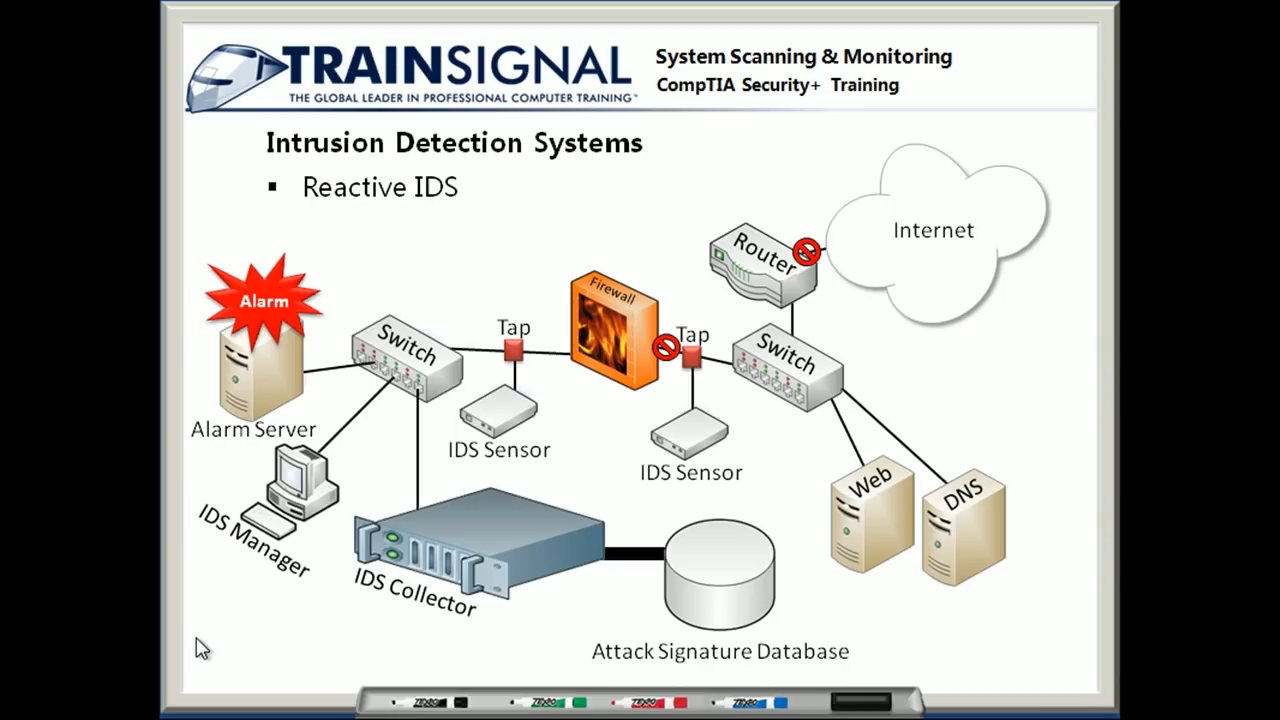 TRAINSIGNAL
THE GLOBAL LEADER IN PROFESSIONAL COMPUTER TRAINING™
System Scanning & Monitoring
CompTIA Security+ Training
Intrusion Detection Systems
▪ Reactive IDS
Internet
Router
Alarm
Firewall
Switch
Tap
Tap
Switch
Alarm Server
IDS Sensor
IDS Sensor
Web
DNS
IDS Manager
IDS Collector
Attack Signature Database